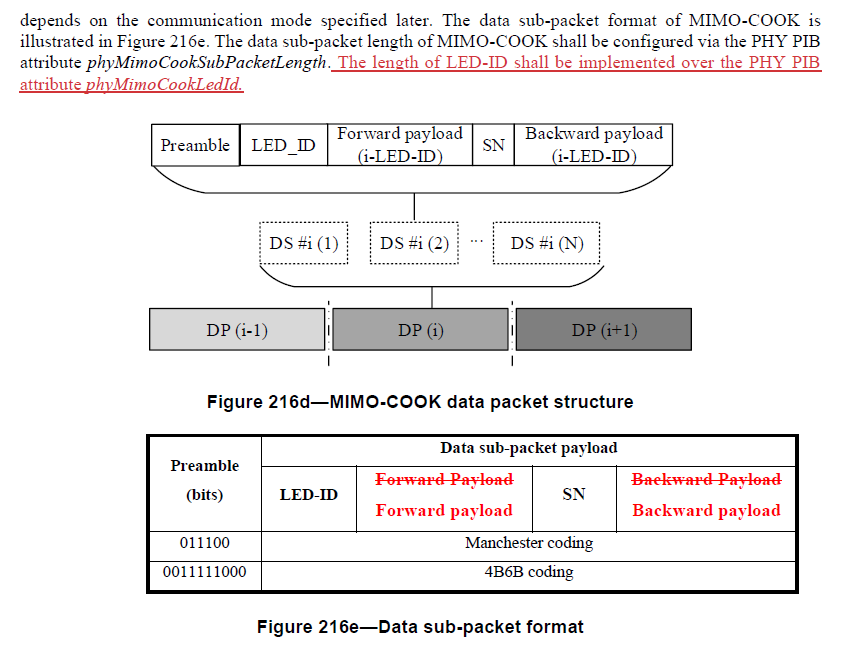 depends on the communication mode specified later. The data sub-packet format of MIMO-COOK is
illustrated in Figure 216e. The data sub-packet length of MIMO-COOK shall be configured via the PHY PIB
attribute phyMimoCookSubPacketLength. The length of LED-ID shall be implemented over the PHY PIB
attribute phyMimoCookLedId.
Preamble LED_ID Forward payload (i-LED-ID) SN Backward payload (i-LED-ID)
DS #i (1) DS #i (2) ... DS #i (N)
DP (i-1) DP (i) DP (i+1)
Figure 216d—MIMO-COOK data packet structure
Preamble (bits)
Data sub-packet payload
LED-ID
Forward Payload
Forward payload
SN
Backward Payload
Backward payload
011100 Manchester coding
0011111000 4B6B coding
Figure 216e—Data sub-packet format